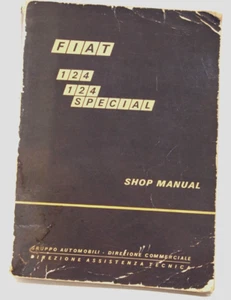 FIAT
124
124
SPECIAL
SHOP MANUAL
GRUPPO AUTOMOBILI - DIREZIONE COMMERCIALE
DIREZIONE ASSISTENZA TECNICA